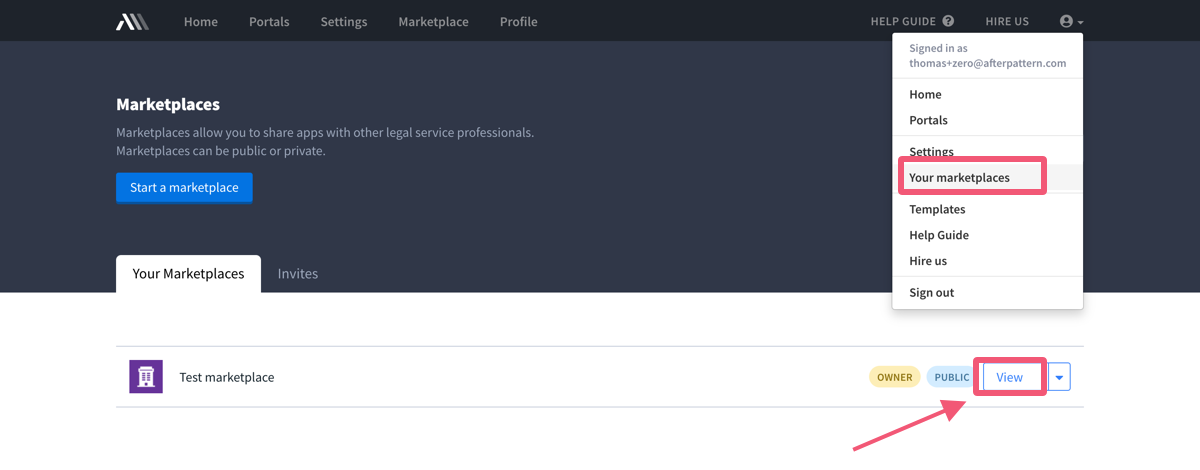 Home Portals Settings Marketplace Profile HELP GUIDE ? HIRE US
Signed in as
thomas+zero@afterpattern.com
Home
Portals
Settings
Your marketplaces
Templates
Help Guide
Hire us
Sign out
Marketplaces
Marketplaces allow you to share apps with other legal service professionals.
Marketplaces can be public or private.
Start a marketplace
Your Marketplaces Invites
Test marketplace OWNER PUBLIC View